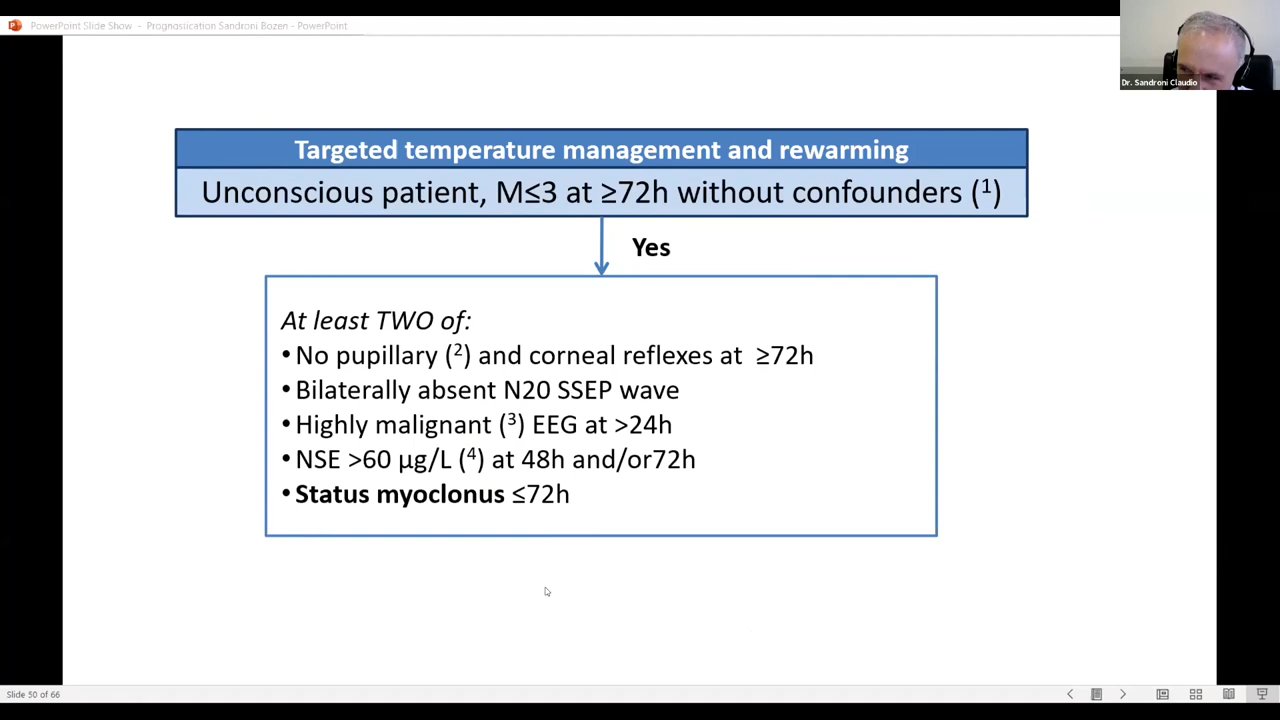 PowerPoint Slide Show - Prognostication Sandroni Bozen - PowerPoint
Dr. Sandroni Claudio
Targeted temperature management and rewarming
Unconscious patient, M≤3 at ≥72h without confounders (1)
Yes
At least TWO of:
• No pupillary (2) and corneal reflexes at ≥72h
• Bilaterally absent N20 SSEP wave
• Highly malignant (3) EEG at >24h
• NSE >60 µg/L (4) at 48h and/or72h
• Status myoclonus ≤72h
Slide 50 of 66